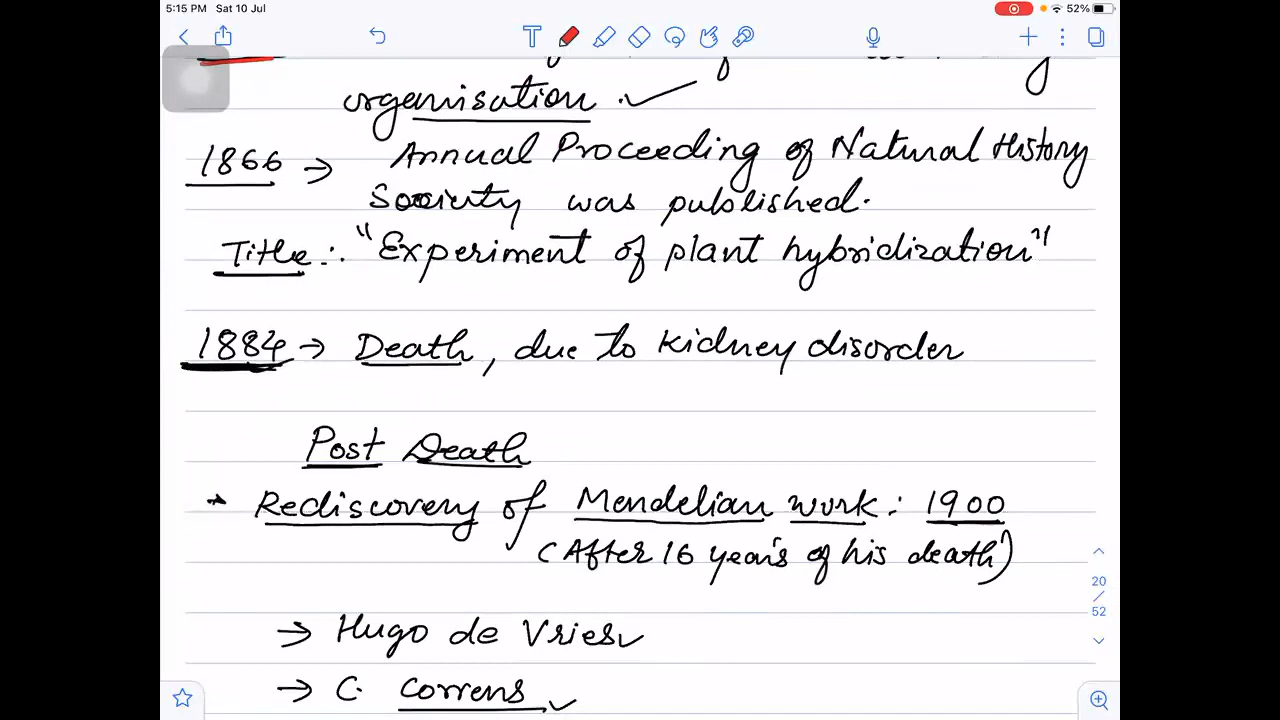 5:15 PM Sat 10 Jul
52%
organisation.
1866 → Annual Proceeding of Natural History
Society was published.
Title :. "Experiment of plant hybridization"
1884 → Death, due to kidney disorder
Post Death
Rediscovery of Mendelian work : 1900
(After 16 years of his death)
20
/
52
→ Hugo de Vries
→ C. Correns